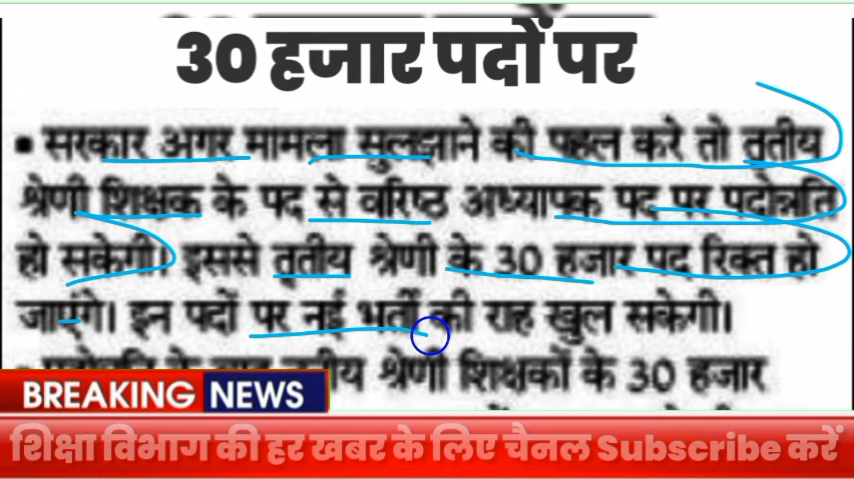 30 हजार पदों पर
▪ सरकार अगर मामला सुलझाने की पहल करे तो तृतीय
श्रेणी शिक्षक के पद से वरिष्ठ अध्यापक पद पर पदोन्नति
हो सकेगी। इससे तृतीय श्रेणी के 30 हजार पद रिक्त हो
जाएंगे। इन पदों पर नई भर्ती की राह खुल सकेगी।
श्रेणी शिक्षकों के 30 हजार
BREAKING NEWS
शिक्षा विभाग की हर खबर के लिए चैनल Subscribe करें